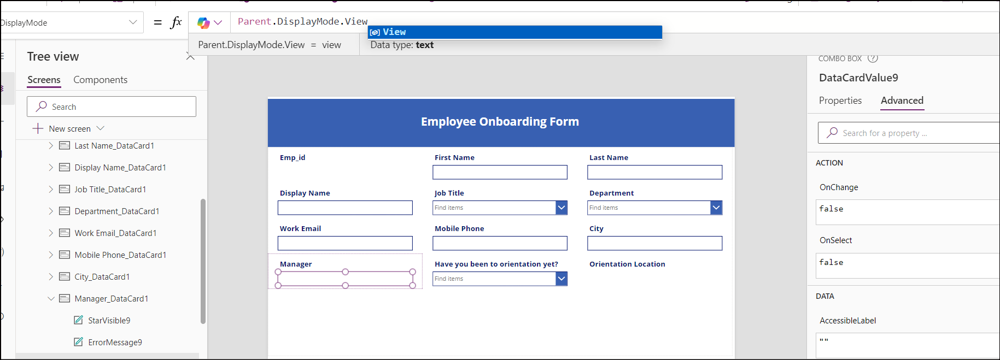 DisplayMode
=
fx
Parent.DisplayMode.View
View
Parent.DisplayMode.View = view
Data type: text
Tree view
Screens
Components
Search
New screen
Last Name_DataCard1
Display Name_DataCard1
Job Title_DataCard1
Department_DataCard1
Work Email_DataCard1
Mobile Phone_DataCard1
City_DataCard1
Manager_DataCard1
StarVisible9
ErrorMessage9
Employee Onboarding Form
Emp_id
First Name
Last Name
Display Name
Job Title
Department
Find items
Find items
Work Email
Mobile Phone
City
Manager
Have you been to orientation yet?
Orientation Location
Find items
COMBO BOX
DataCardValue9
Properties
Advanced
Search for a property ...
ACTION
OnChange
false
OnSelect
false
DATA
AccessibleLabel
""